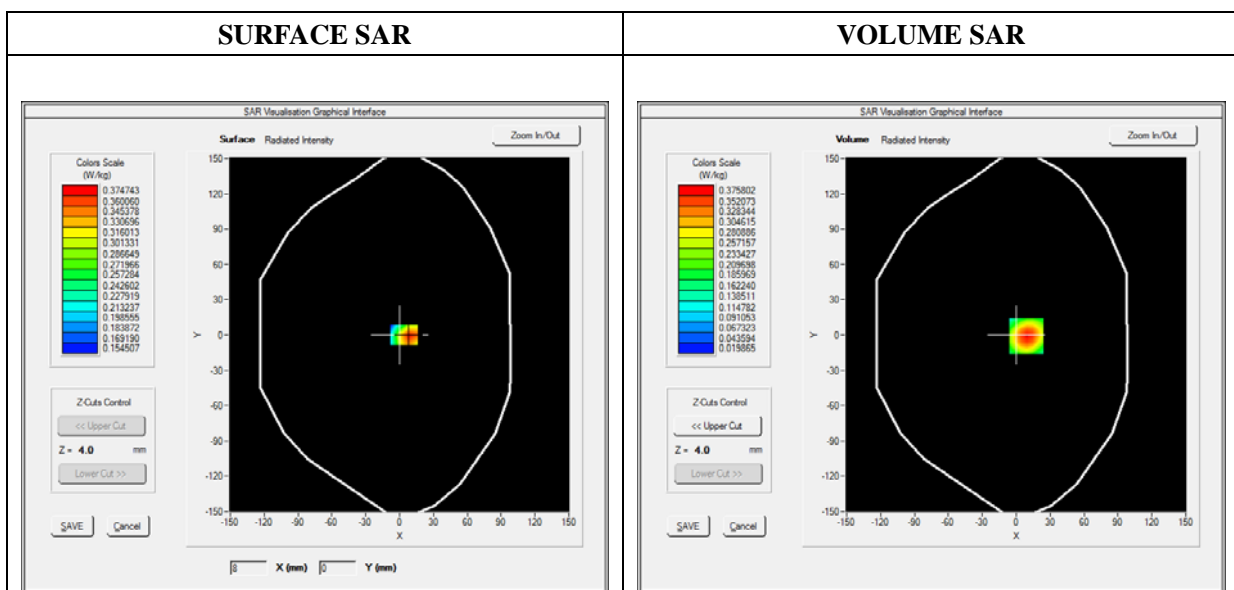 SURFACE SAR
VOLUME SAR
SAR Visualisation Graphical Interface
Surface Radiated Intensity
Zoom In/Out
Colors Scale
(W/kg)
0.374743
0.360060
0.345378
0.330696
0.316013
0.301331
0.286649
0.271966
0.257284
0.242602
0.227919
0.213237
0.198555
0.183872
0.169190
0.154507
Z-Cuts Control
<< Upper Cut
Z = 4.0 mm
Lower Cut >>
SAVE Cancel
150
120
90
60
30
0
-30
-60
-90
-120
-150
Y
-150 -120 -90 -60 -30 0 30 60 90 120 150
X
8 X (mm) 0 Y (mm)
SAR Visualisation Graphical Interface
Volume Radiated Intensity
Zoom In/Out
Colors Scale
(W/kg)
0.375802
0.352073
0.328344
0.304615
0.280886
0.257157
0.233427
0.209698
0.185969
0.162240
0.138511
0.114782
0.091053
0.067323
0.043594
0.019865
Z-Cuts Control
<< Upper Cut
Z = 4.0 mm
Lower Cut >>
SAVE Cancel
150
120
90
60
30
0
-30
-60
-90
-120
-150
Y
-150 -120 -90 -60 -30 0 30 60 90 120 150
X